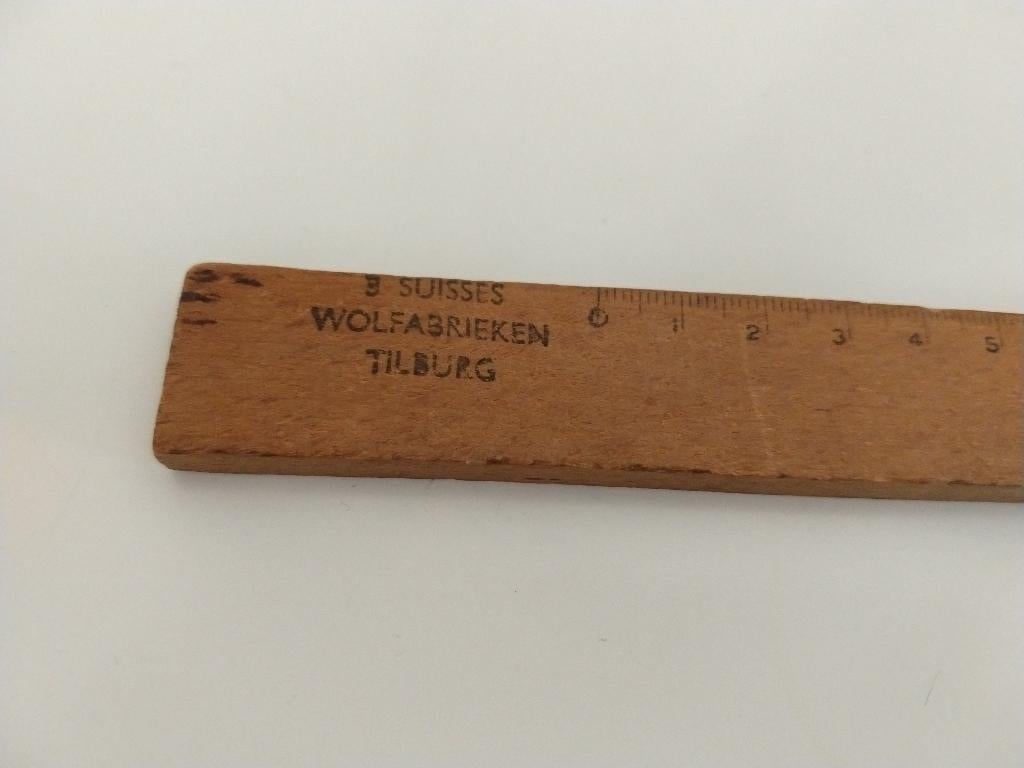 3 SUISSES
WOLFABRIEKEN
TILBURG
0 1 2 3 4 5